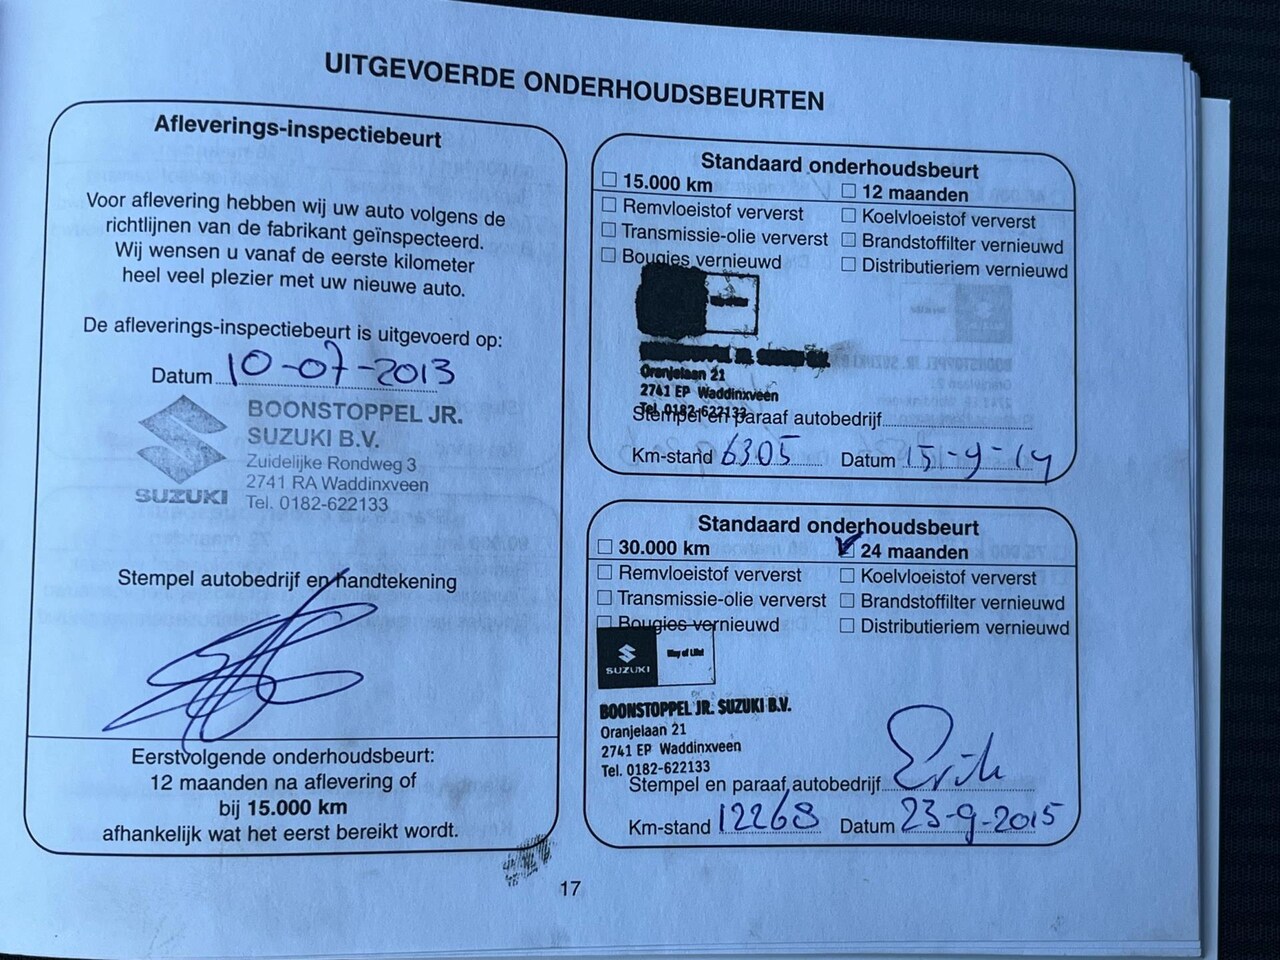 UITGEVOERDE ONDERHOUDSBEURTEN
Afleverings-inspectiebeurt
Voor aflevering hebben wij uw auto volgens de
richtlijnen van de fabrikant geïnspecteerd.
Wij wensen u vanaf de eerste kilometer
heel veel plezier met uw nieuwe auto.
De afleverings-inspectiebeurt is uitgevoerd op:
Datum 10-07-2013
BOONSTOPPEL JR.
SUZUKI B.V.
Zuidelijke Rondweg 3
2741 RA Waddinxveen
Tel. 0182-622133
SUZUKI
Stempel autobedrijf en handtekening
Eerstvolgende onderhoudsbeurt:
12 maanden na aflevering of
bij 15.000 km
afhankelijk wat het eerst bereikt wordt.
Standaard onderhoudsbeurt
15.000 km 12 maanden
Remvloeistof ververst Koelvloeistof ververst
Transmissie-olie ververst Brandstoffilter vernieuwd
Bougies vernieuwd Distributieriem vernieuwd
JR. SUZUKI B.V.
Oranjelaan 21
2741 EP Waddinxveen
Tel. 0182-622133
Stempel en paraaf autobedrijf
Km-stand 6305 Datum 15-9-14
Standaard onderhoudsbeurt
30.000 km 24 maanden
Remvloeistof ververst Koelvloeistof ververst
Transmissie-olie ververst Brandstoffilter vernieuwd
Bougies vernieuwd Distributieriem vernieuwd
SUZUKI Way of Life!
BOONSTOPPEL JR. SUZUKI B.V.
Oranjelaan 21
2741 EP Waddinxveen
Tel. 0182-622133
Stempel en paraaf autobedrijf Erik
Km-stand 12268 Datum 23-9-2015
17